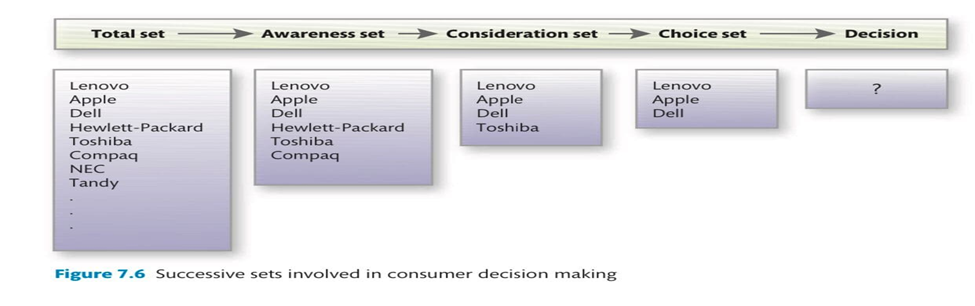 Total set Awareness set Consideration set Choice set Decision
Lenovo
Apple
Dell
Hewlett-Packard
Toshiba
Compaq
NEC
Tandy
.
.
.
Lenovo
Apple
Dell
Hewlett-Packard
Toshiba
Compaq
Lenovo
Apple
Dell
Toshiba
Lenovo
Apple
Dell
?
Figure 7.6 Successive sets involved in consumer decision making